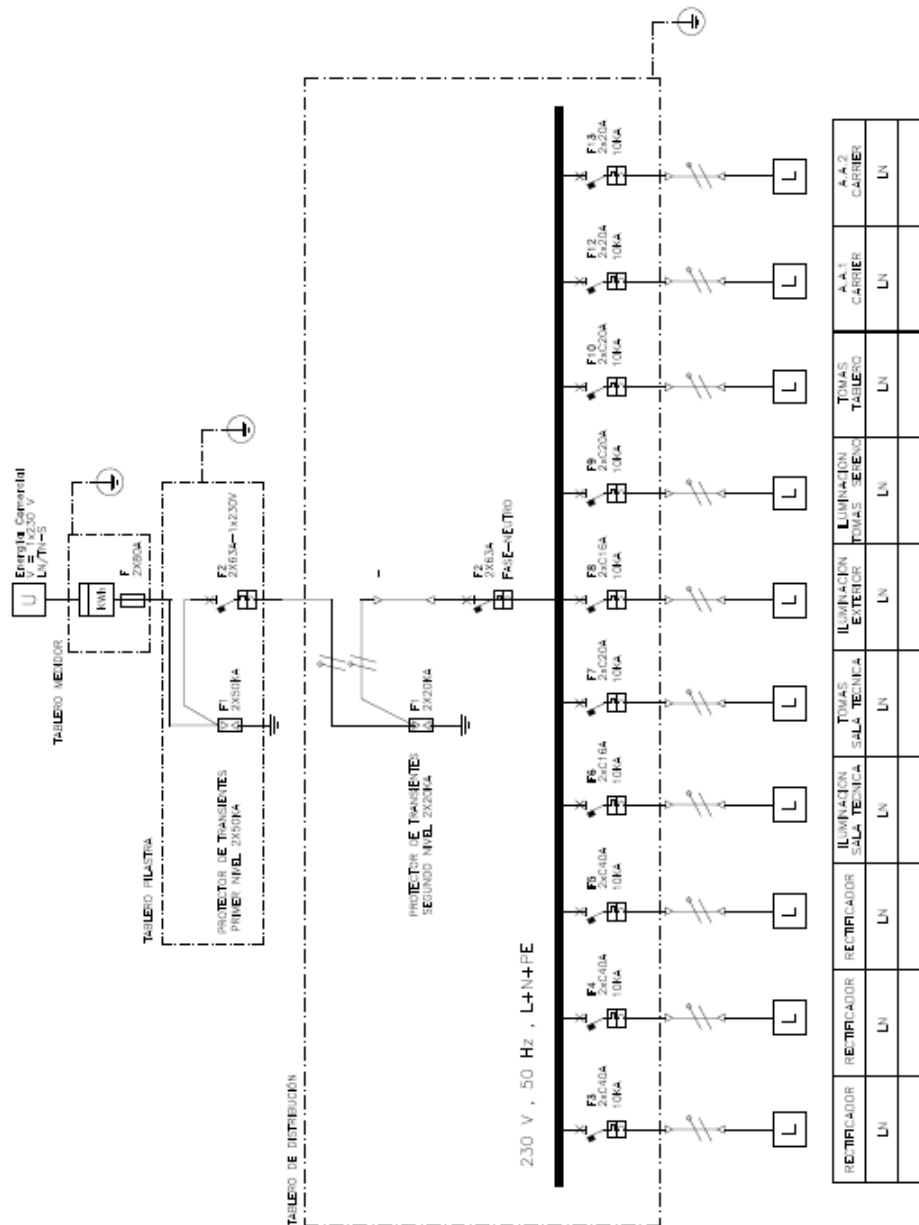 Energía Comercial
V = 1x230 V
LN/TN-S
U
TABLERO MEDIDOR
KWh
F
2X80A
TABLERO PILASTRA
F2
2X63A-1x230V
F1
2X50KA
PROTECTOR DE TRANSIENTES
PRIMER NIVEL 2X50KA
TABLERO DE DISTRIBUCIÓN
F1
2X20KA
PROTECTOR DE TRANSIENTES
SEGUNDO NIVEL 2X20KA
F2
2X63A
FASE-NEUTRO
230 V , 50 Hz , L+N+PE
F3
2xC40A
10KA
F4
2xC40A
10KA
F5
2xC40A
10KA
F6
2xC16A
10KA
F7
2xC20A
10KA
F8
2xC16A
10KA
F9
2xC20A
10KA
F10
2xC20A
10KA
F12
2x20A
10KA
F13
2x20A
10KA
L L L L L L L L L L
RECTIFICADOR
LN
RECTIFICADOR
LN
RECTIFICADOR
LN
ILUMINACION
SALA TECNICA
LN
TOMAS
SALA TECNICA
LN
ILUMINACION
EXTERIOR
LN
ILUMINACION
TOMAS SERENO
LN
TOMAS
TABLERO
LN
A.A.1
CARRIER
LN
A.A.2
CARRIER
LN